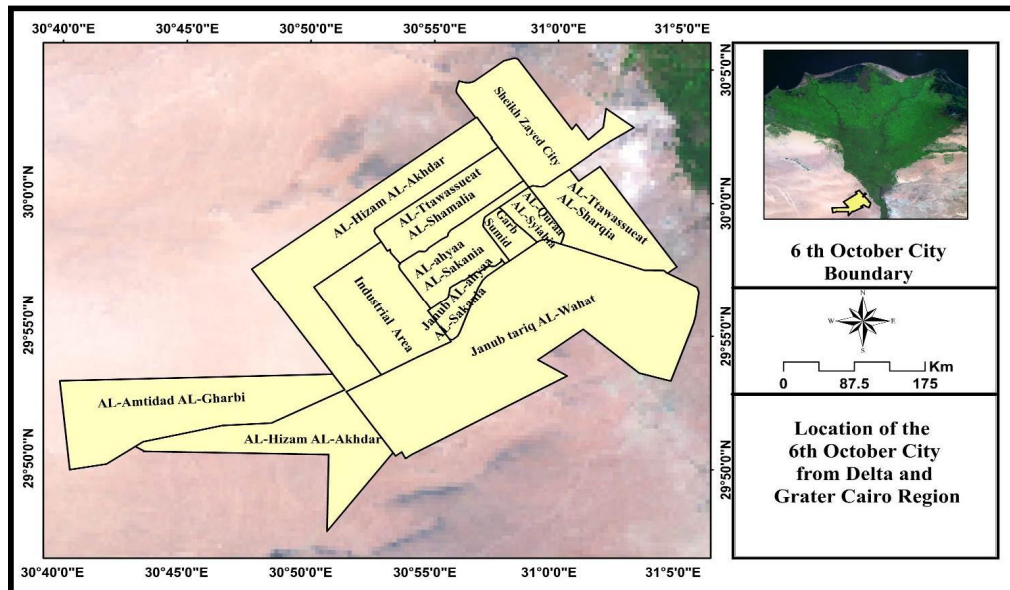 30°40'0"E
30°45'0"E
30°50'0"E
30°55'0"E
31°0'0"E
31°5'0"E
30°5'0"N
30°0'0"N
29°55'0"N
29°50'0"N
30°0'0"N
29°55'0"N
29°50'0"N
Sheikh Zayed City
AL-Hizam AL-Akhdar
AL-Ttawassueat
AL-Shamalia
AL-Ttawassueat
AL-Sharqia
AL-Quran
AL-Syiahia
Garb
Sumid
AL-ahyaa
AL-Sakania
Janub AL-ahyaa
AL-Sakania
Industrial Area
Janub tariq AL-Wahat
AL-Amtidad AL-Gharbi
AL-Hizam AL-Akhdar
30°40'0"E
30°45'0"E
30°50'0"E
30°55'0"E
31°0'0"E
31°5'0"E
6 th October City
Boundary
N
W
E
S
Km
0
87.5
175
Location of the
6th October City
from Delta and
Grater Cairo Region